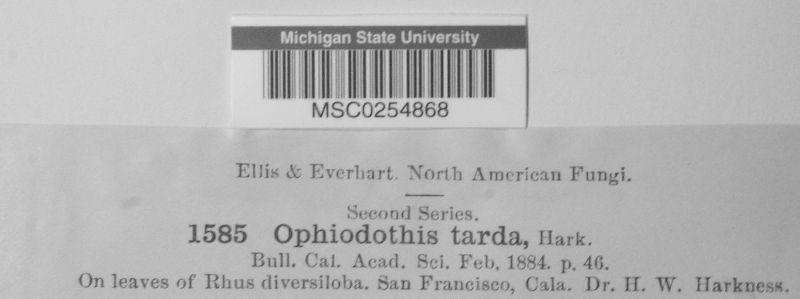 Michigan State University
MSC0254868
Ellis & Everhart. North American Fungi.
Second Series.
1585 Ophiodothis tarda, Hark.
Bull. Cal. Acad. Sci. Feb, 1884. p. 46.
On leaves of Rhus diversiloba. San Francisco, Cala. Dr. H. W. Harkness.